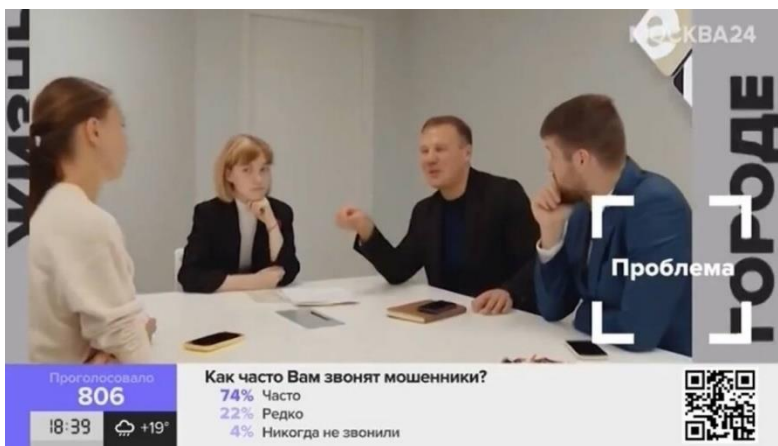 ЖИЗНЬ
МОСКВА24
ГОРОДЕ
Проблема
Проголосовало
806
18:39
+19°
Как часто Вам звонят мошенники?
74% Часто
22% Редко
4% Никогда не звонили